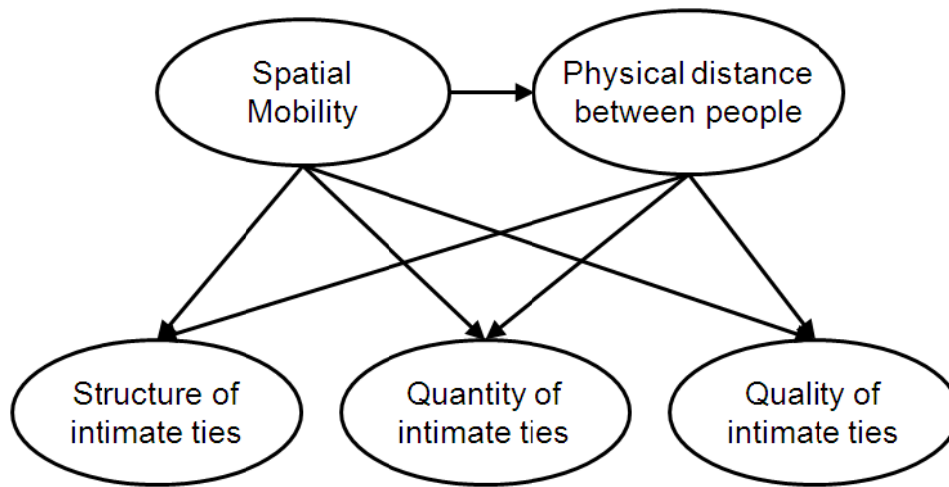 Spatial
Mobility
Physical distance
between people
Structure of
intimate ties
Quantity of
intimate ties
Quality of
intimate ties